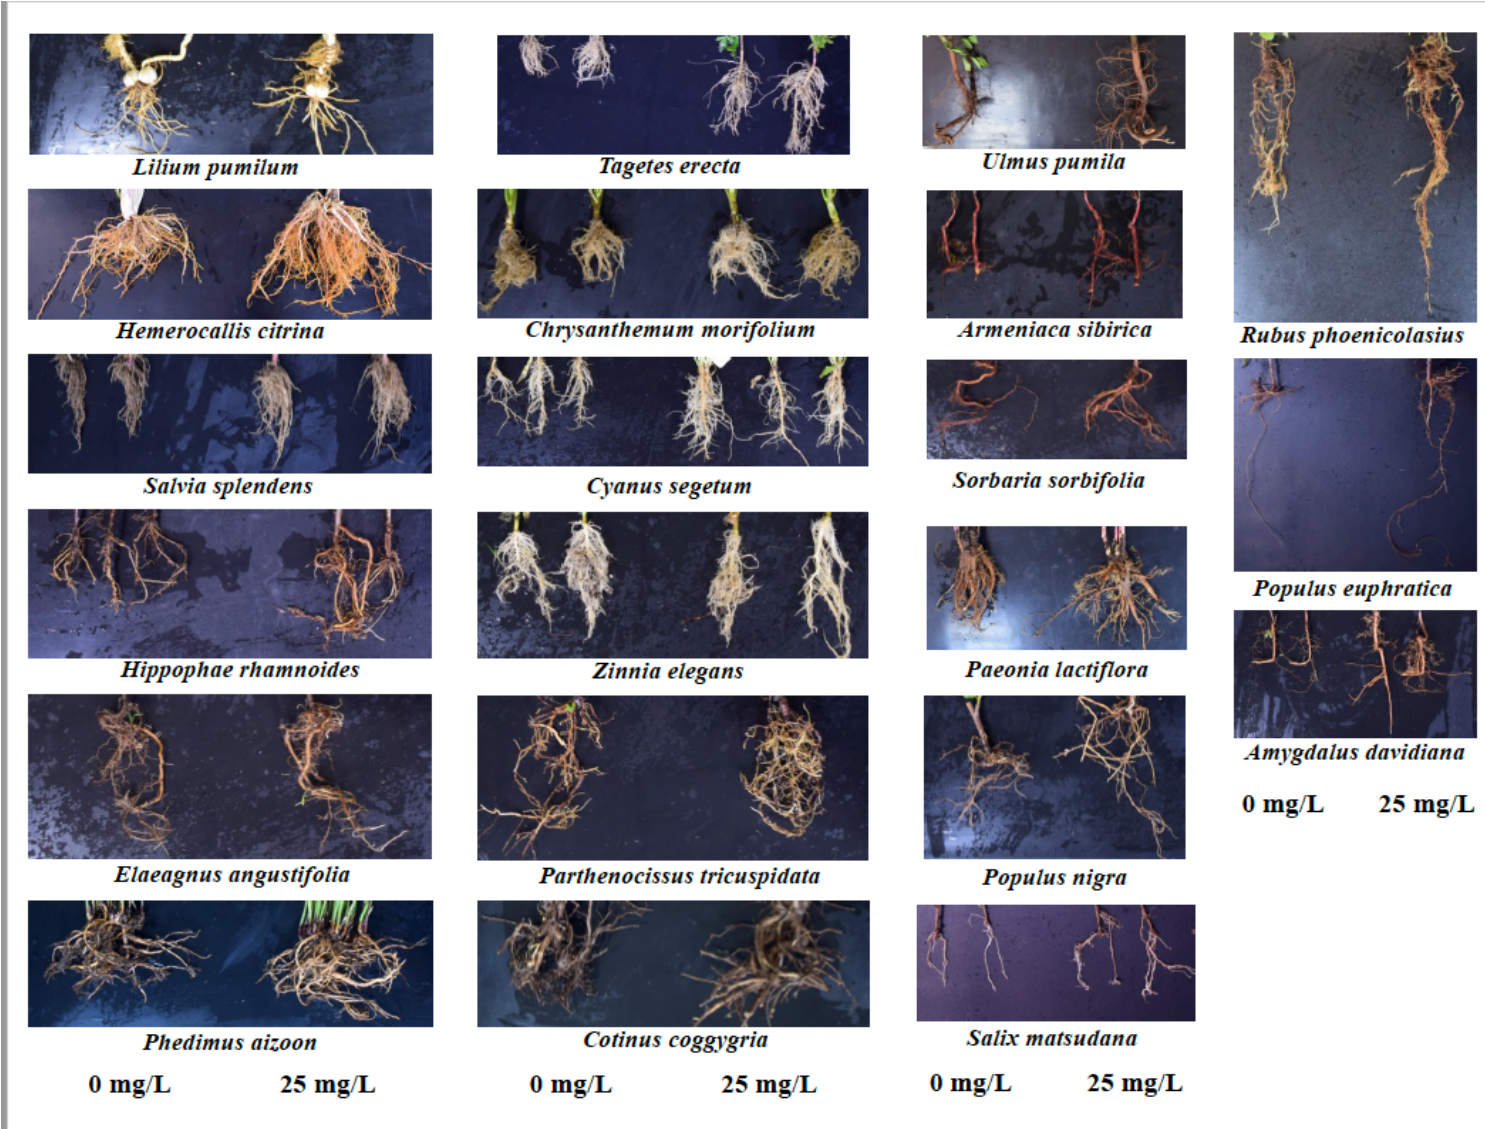 Lilium pumilum
Hemerocallis citrina
Salvia splendens
Hippophae rhamnoides
Elaeagnus angustifolia
Phedimus aizoon
0 mg/L 25 mg/L
Tagetes erecta
Chrysanthemum morifolium
Cyanus segetum
Zinnia elegans
Parthenocissus tricuspidata
Cotinus coggygria
0 mg/L 25 mg/L
Ulmus pumila
Armeniaca sibirica
Sorbaria sorbifolia
Paeonia lactiflora
Populus nigra
Salix matsudana
0 mg/L 25 mg/L
Rubus phoenicolasius
Populus euphratica
Amygdalus davidiana
0 mg/L 25 mg/L